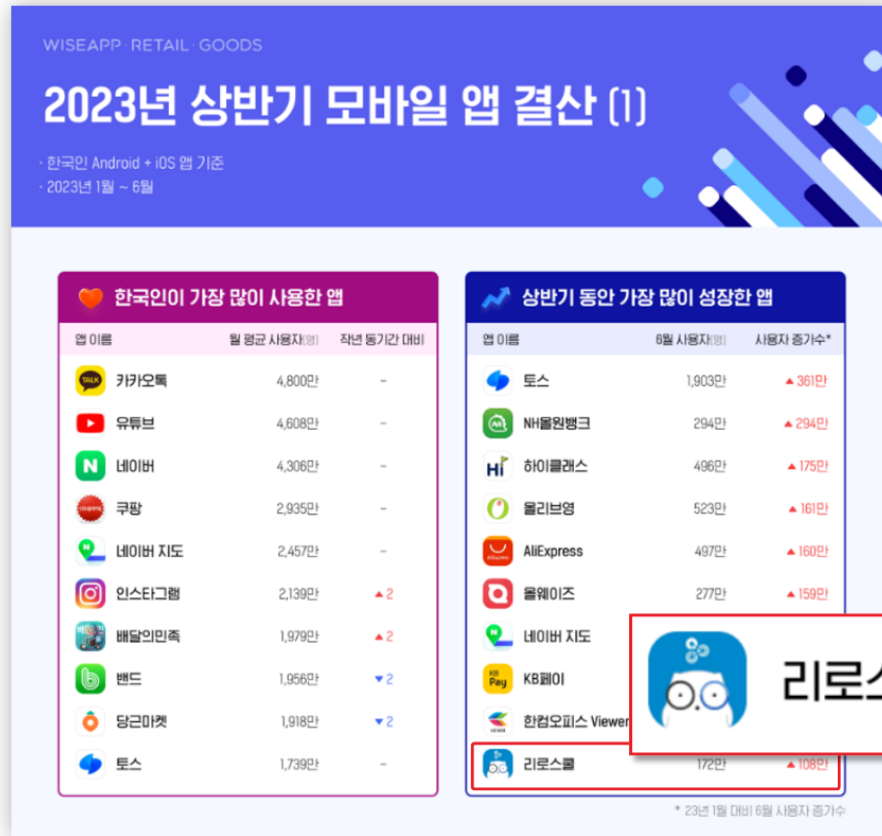 WISEAPP·RETAIL·GOODS
2023년 상반기 모바일 앱 결산 (1)
· 한국인 Android + iOS 앱 기준
· 2023년 1월 ~ 6월
한국인이 가장 많이 사용한 앱
앱 이름 월 평균 사용자(명) 작년 동기간 대비
카카오톡 4,800만 -
유튜브 4,608만 -
네이버 4,306만 -
쿠팡 2,935만 -
네이버 지도 2,457만 -
인스타그램 2,139만 ▲ 2
배달의민족 1,979만 ▲ 2
밴드 1,956만 ▼ 2
당근마켓 1,918만 ▼ 2
토스 1,739만 -
상반기 동안 가장 많이 성장한 앱
앱 이름 6월 사용자(명) 사용자 증가수*
토스 1,903만 ▲ 361만
NH올원뱅크 294만 ▲ 294만
하이클래스 496만 ▲ 175만
올리브영 523만 ▲ 161만
AliExpress 497만 ▲ 160만
올웨이즈 277만 ▲ 159만
네이버 지도
KB페이
한컴오피스 Viewer
리로스쿨 172만 ▲ 108만
* 23년 1월 대비 6월 사용자 증가수